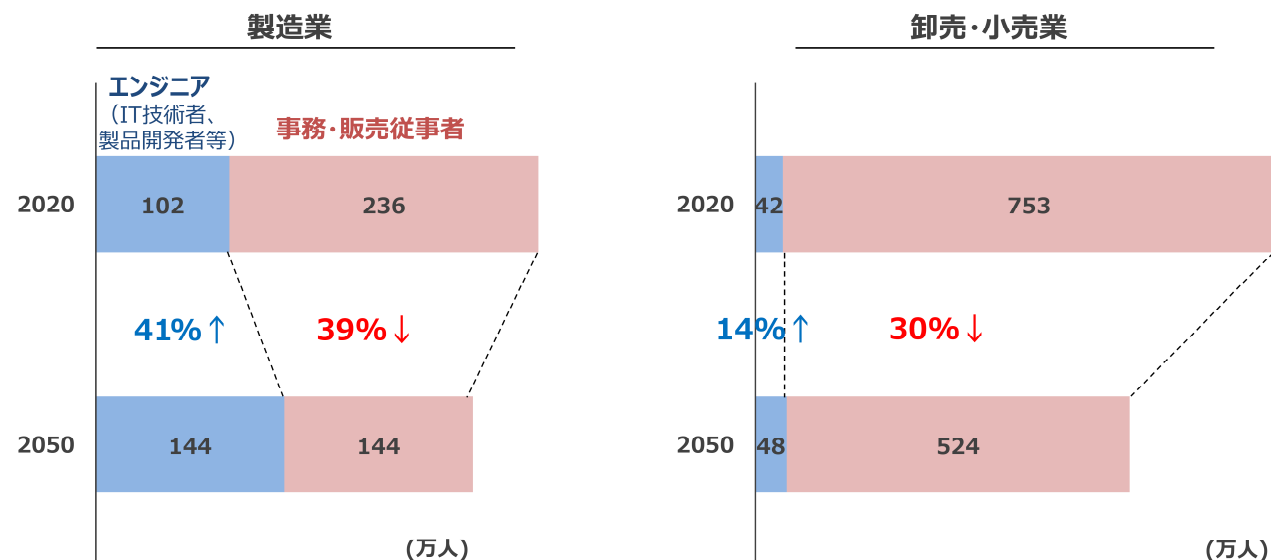 製造業
エンジニア
（IT技術者、
製品開発者等）
事務・販売従事者
2020
102
236
41%↑
39%↓
2050
144
144
(万人)
卸売・小売業
2020
42
753
14%↑
30%↓
2050
48
524
(万人)